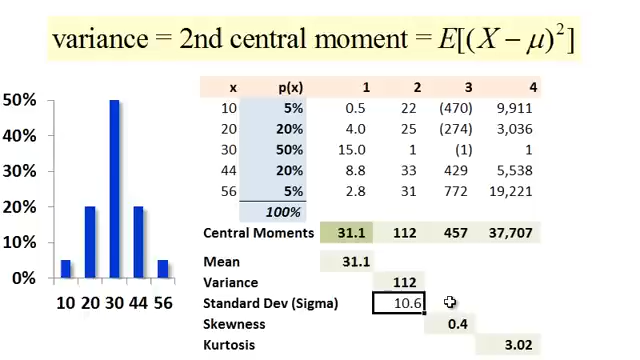 variance = 2nd central moment = E[(X − μ)²]
x p(x) 1 2 3 4
10 5% 0.5 22 (470) 9,911
20 20% 4.0 25 (274) 3,036
30 50% 15.0 1 (1) 1
44 20% 8.8 33 429 5,538
56 5% 2.8 31 772 19,221
100%
Central Moments 31.1 112 457 37,707
Mean 31.1
Variance 112
Standard Dev (Sigma) 10.6
Skewness 0.4
Kurtosis 3.02
50%
40%
30%
20%
10%
0%
10 20 30 44 56